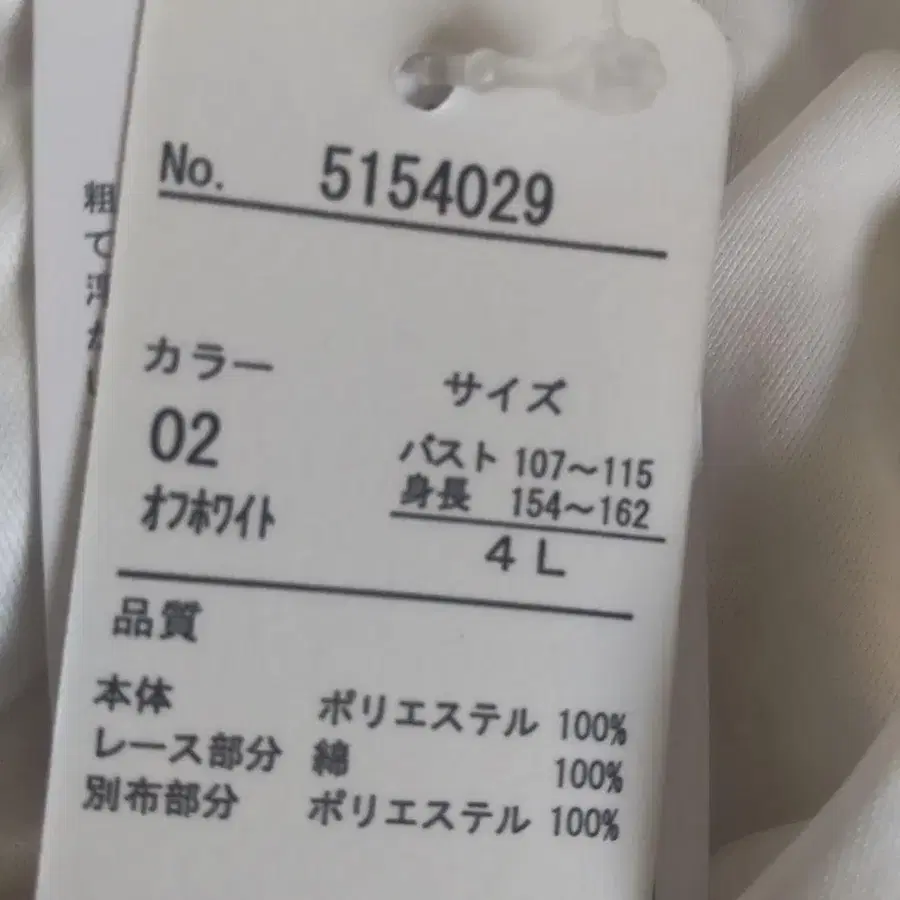 No. 5154029
カラー
02
オフホワイト
サイズ
バスト 107～115
身長 154～162
4L
品質
本体 ポリエステル 100%
レース部分 綿 100%
別布部分 ポリエステル 100%